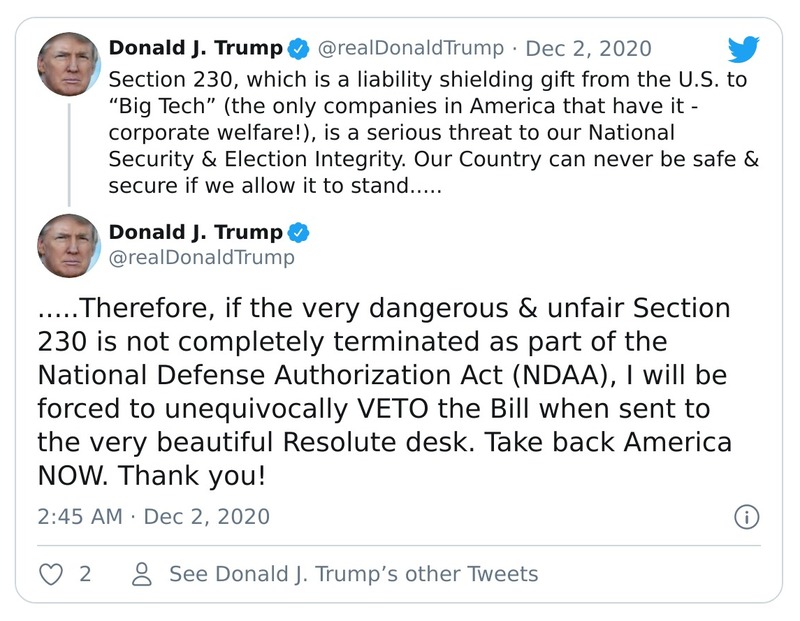 Donald J. Trump @realDonaldTrump · Dec 2, 2020
Section 230, which is a liability shielding gift from the U.S. to
“Big Tech” (the only companies in America that have it -
corporate welfare!), is a serious threat to our National
Security & Election Integrity. Our Country can never be safe &
secure if we allow it to stand.....
Donald J. Trump
@realDonaldTrump
.....Therefore, if the very dangerous & unfair Section
230 is not completely terminated as part of the
National Defense Authorization Act (NDAA), I will be
forced to unequivocally VETO the Bill when sent to
the very beautiful Resolute desk. Take back America
NOW. Thank you!
2:45 AM · Dec 2, 2020
2 See Donald J. Trump’s other Tweets